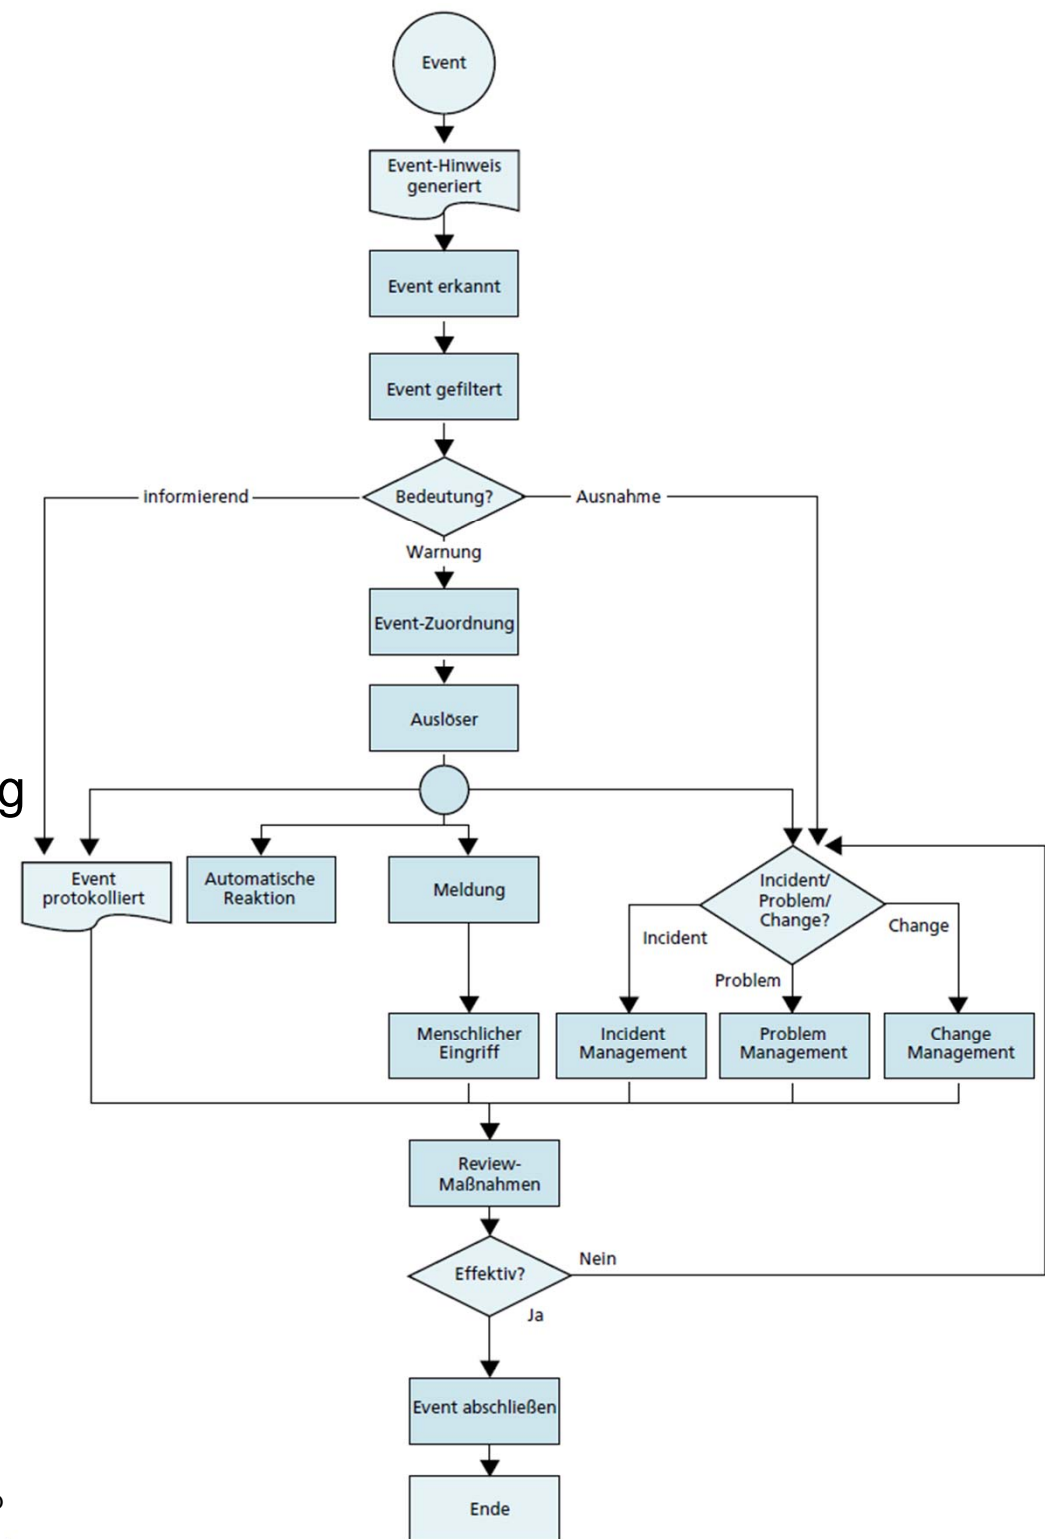 Event
Event-Hinweis
generiert
Event erkannt
Event gefiltert
informierend
Bedeutung?
Ausnahme
Warnung
Event-Zuordnung
Auslöser
g
Event
protokolliert
Automatische
Reaktion
Meldung
Incident/
Problem/
Change?
Incident
Change
Problem
Menschlicher
Eingriff
Incident
Management
Problem
Management
Change
Management
Review-
Maßnahmen
Effektiv?
Nein
Ja
Event abschließen
Ende